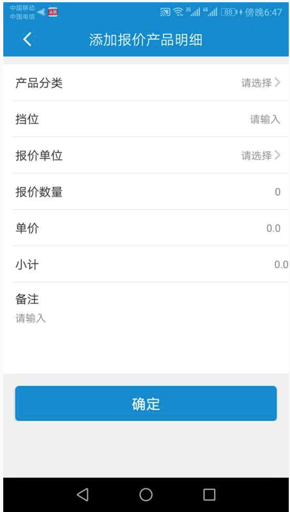 中国移动
中国电信
傍晚6:47
添加报价产品明细
产品分类 请选择
挡位 请输入
报价单位 请选择
报价数量 0
单价 0.0
小计 0.0
备注
请输入
确定